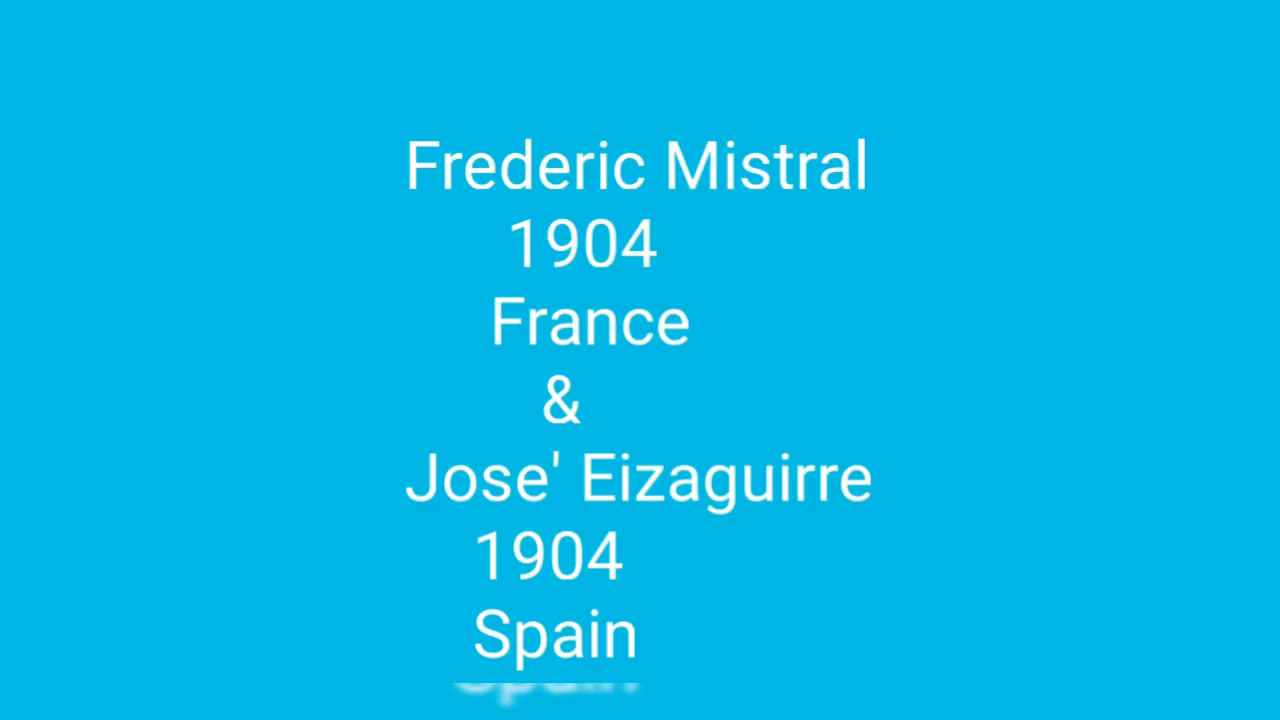 Frederic Mistral
1904
France
&
Jose' Eizaguirre
1904
Spain